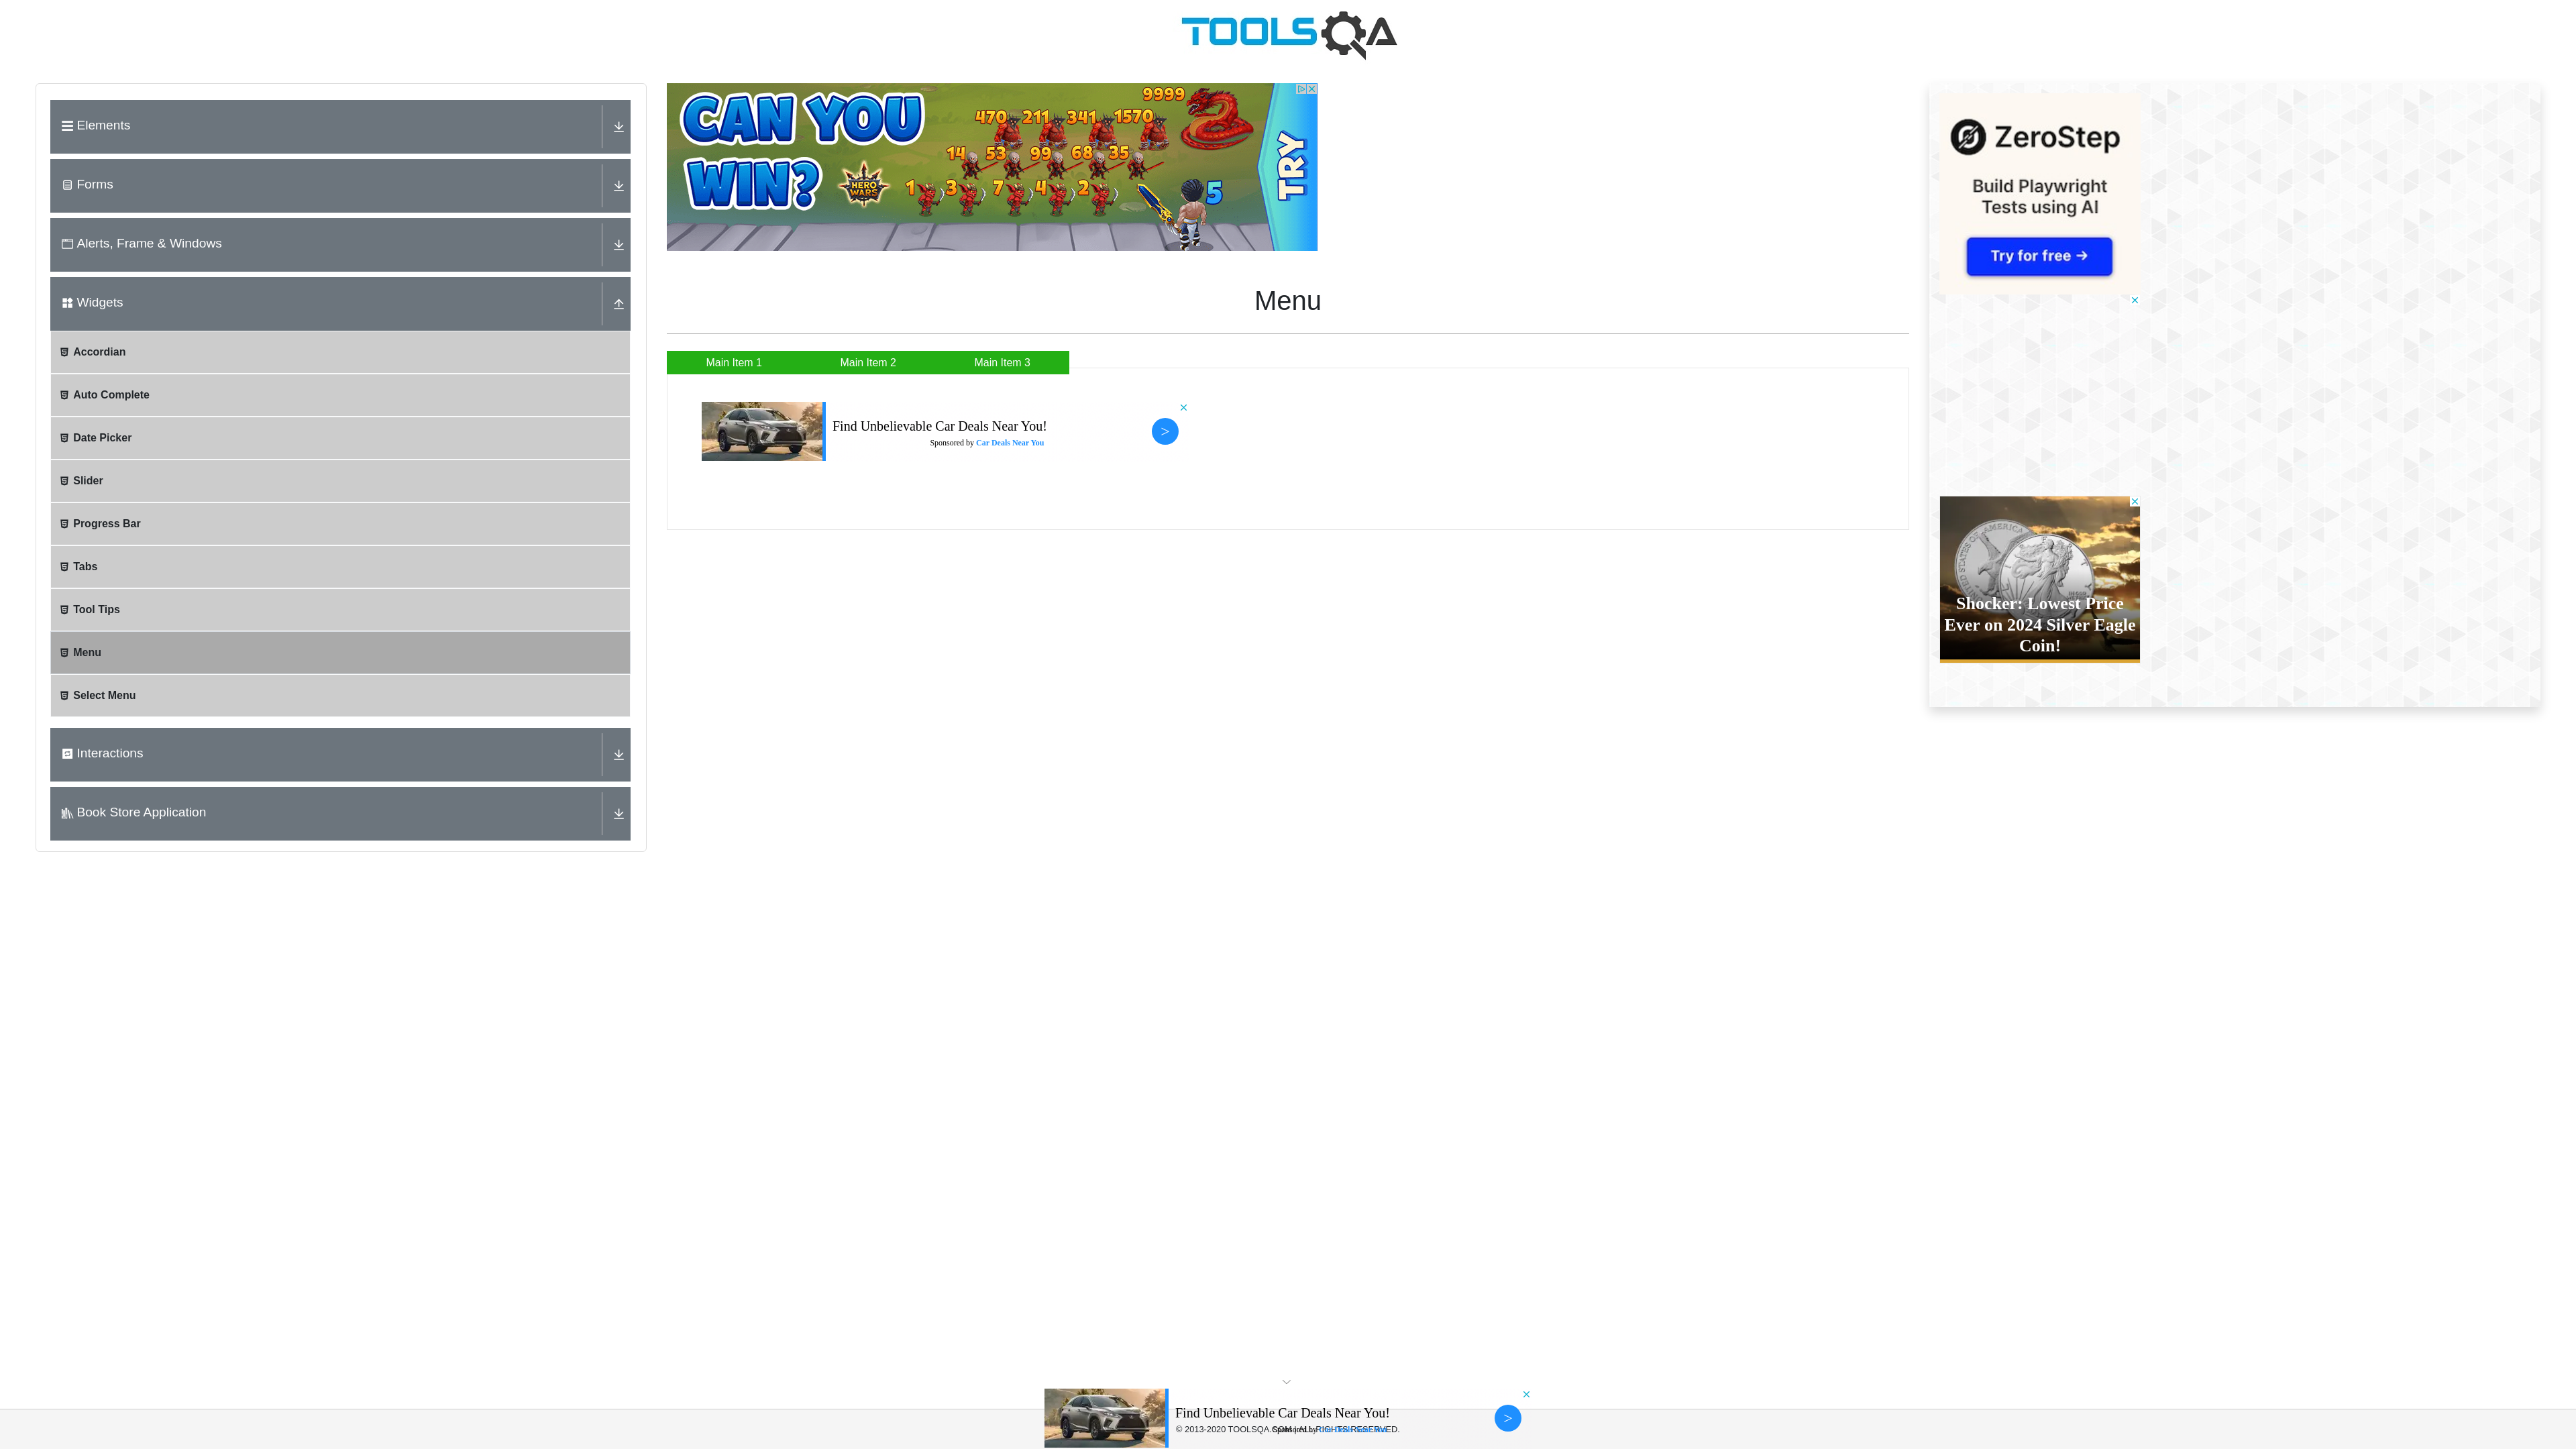 TOOLSQA
Elements
Forms
Alerts, Frame & Windows
Widgets
Accordian
Auto Complete
Date Picker
Slider
Progress Bar
Tabs
Tool Tips
Menu
Select Menu
Interactions
Book Store Application
CAN YOU
WIN?
HERO
WARS
9999
470 211 341 1570
14 53 99 68 35
1 3 7 4 2
5
TRY
Menu
Main Item 1 Main Item 2 Main Item 3
Find Unbelievable Car Deals Near You!
Sponsored by Car Deals Near You
>
ZeroStep
Build Playwright
Tests using AI
Try for free →
Shocker: Lowest Price
Ever on 2024 Silver Eagle
Coin!
Find Unbelievable Car Deals Near You!
© 2013-2020 TOOLSQA.COM | ALL RIGHTS RESERVED.
>